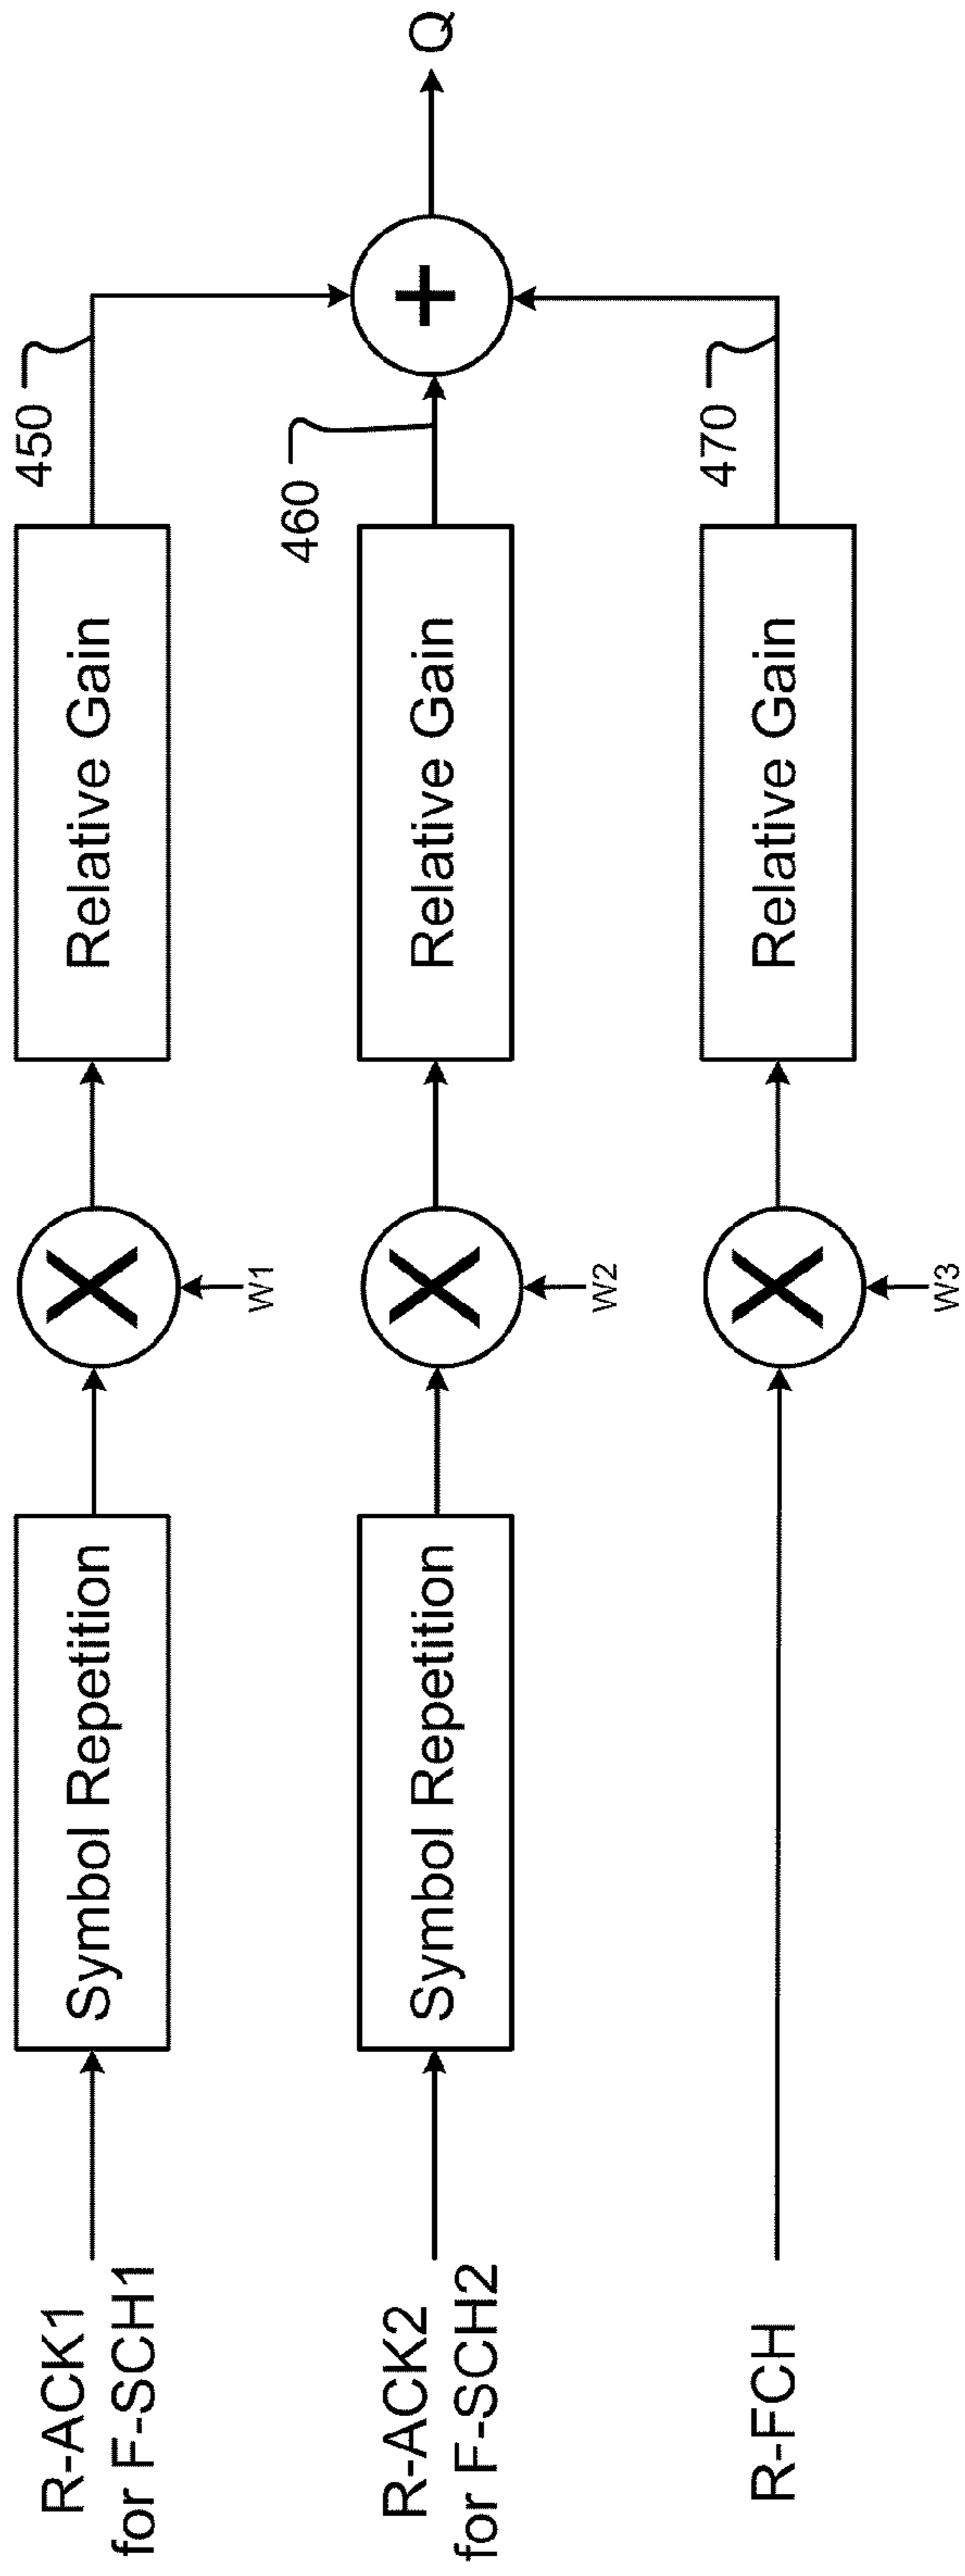 R-ACK1
for F-SCH1
Symbol Repetition
X
W1
Relative Gain
450
R-ACK2
for F-SCH2
Symbol Repetition
X
W2
Relative Gain
460
+
Q
R-FCH
X
W3
Relative Gain
470